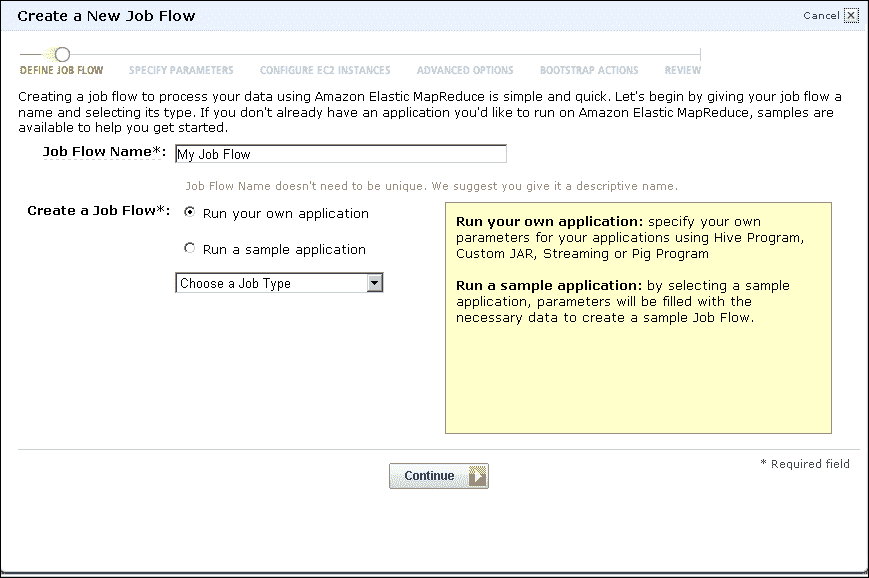 Create a New Job Flow
Cancel
DEFINE JOB FLOW SPECIFY PARAMETERS CONFIGURE EC2 INSTANCES ADVANCED OPTIONS BOOTSTRAP ACTIONS REVIEW
Creating a job flow to process your data using Amazon Elastic MapReduce is simple and quick. Let's begin by giving your job flow a
name and selecting its type. If you don't already have an application you'd like to run on Amazon Elastic MapReduce, samples are
available to help you get started.
Job Flow Name*: My Job Flow
Job Flow Name doesn't need to be unique. We suggest you give it a descriptive name.
Create a Job Flow*:
Run your own application
Run a sample application
Choose a Job Type
Run your own application: specify your own
parameters for your applications using Hive Program,
Custom JAR, Streaming or Pig Program
Run a sample application: by selecting a sample
application, parameters will be filled with the
necessary data to create a sample Job Flow.
* Required field
Continue